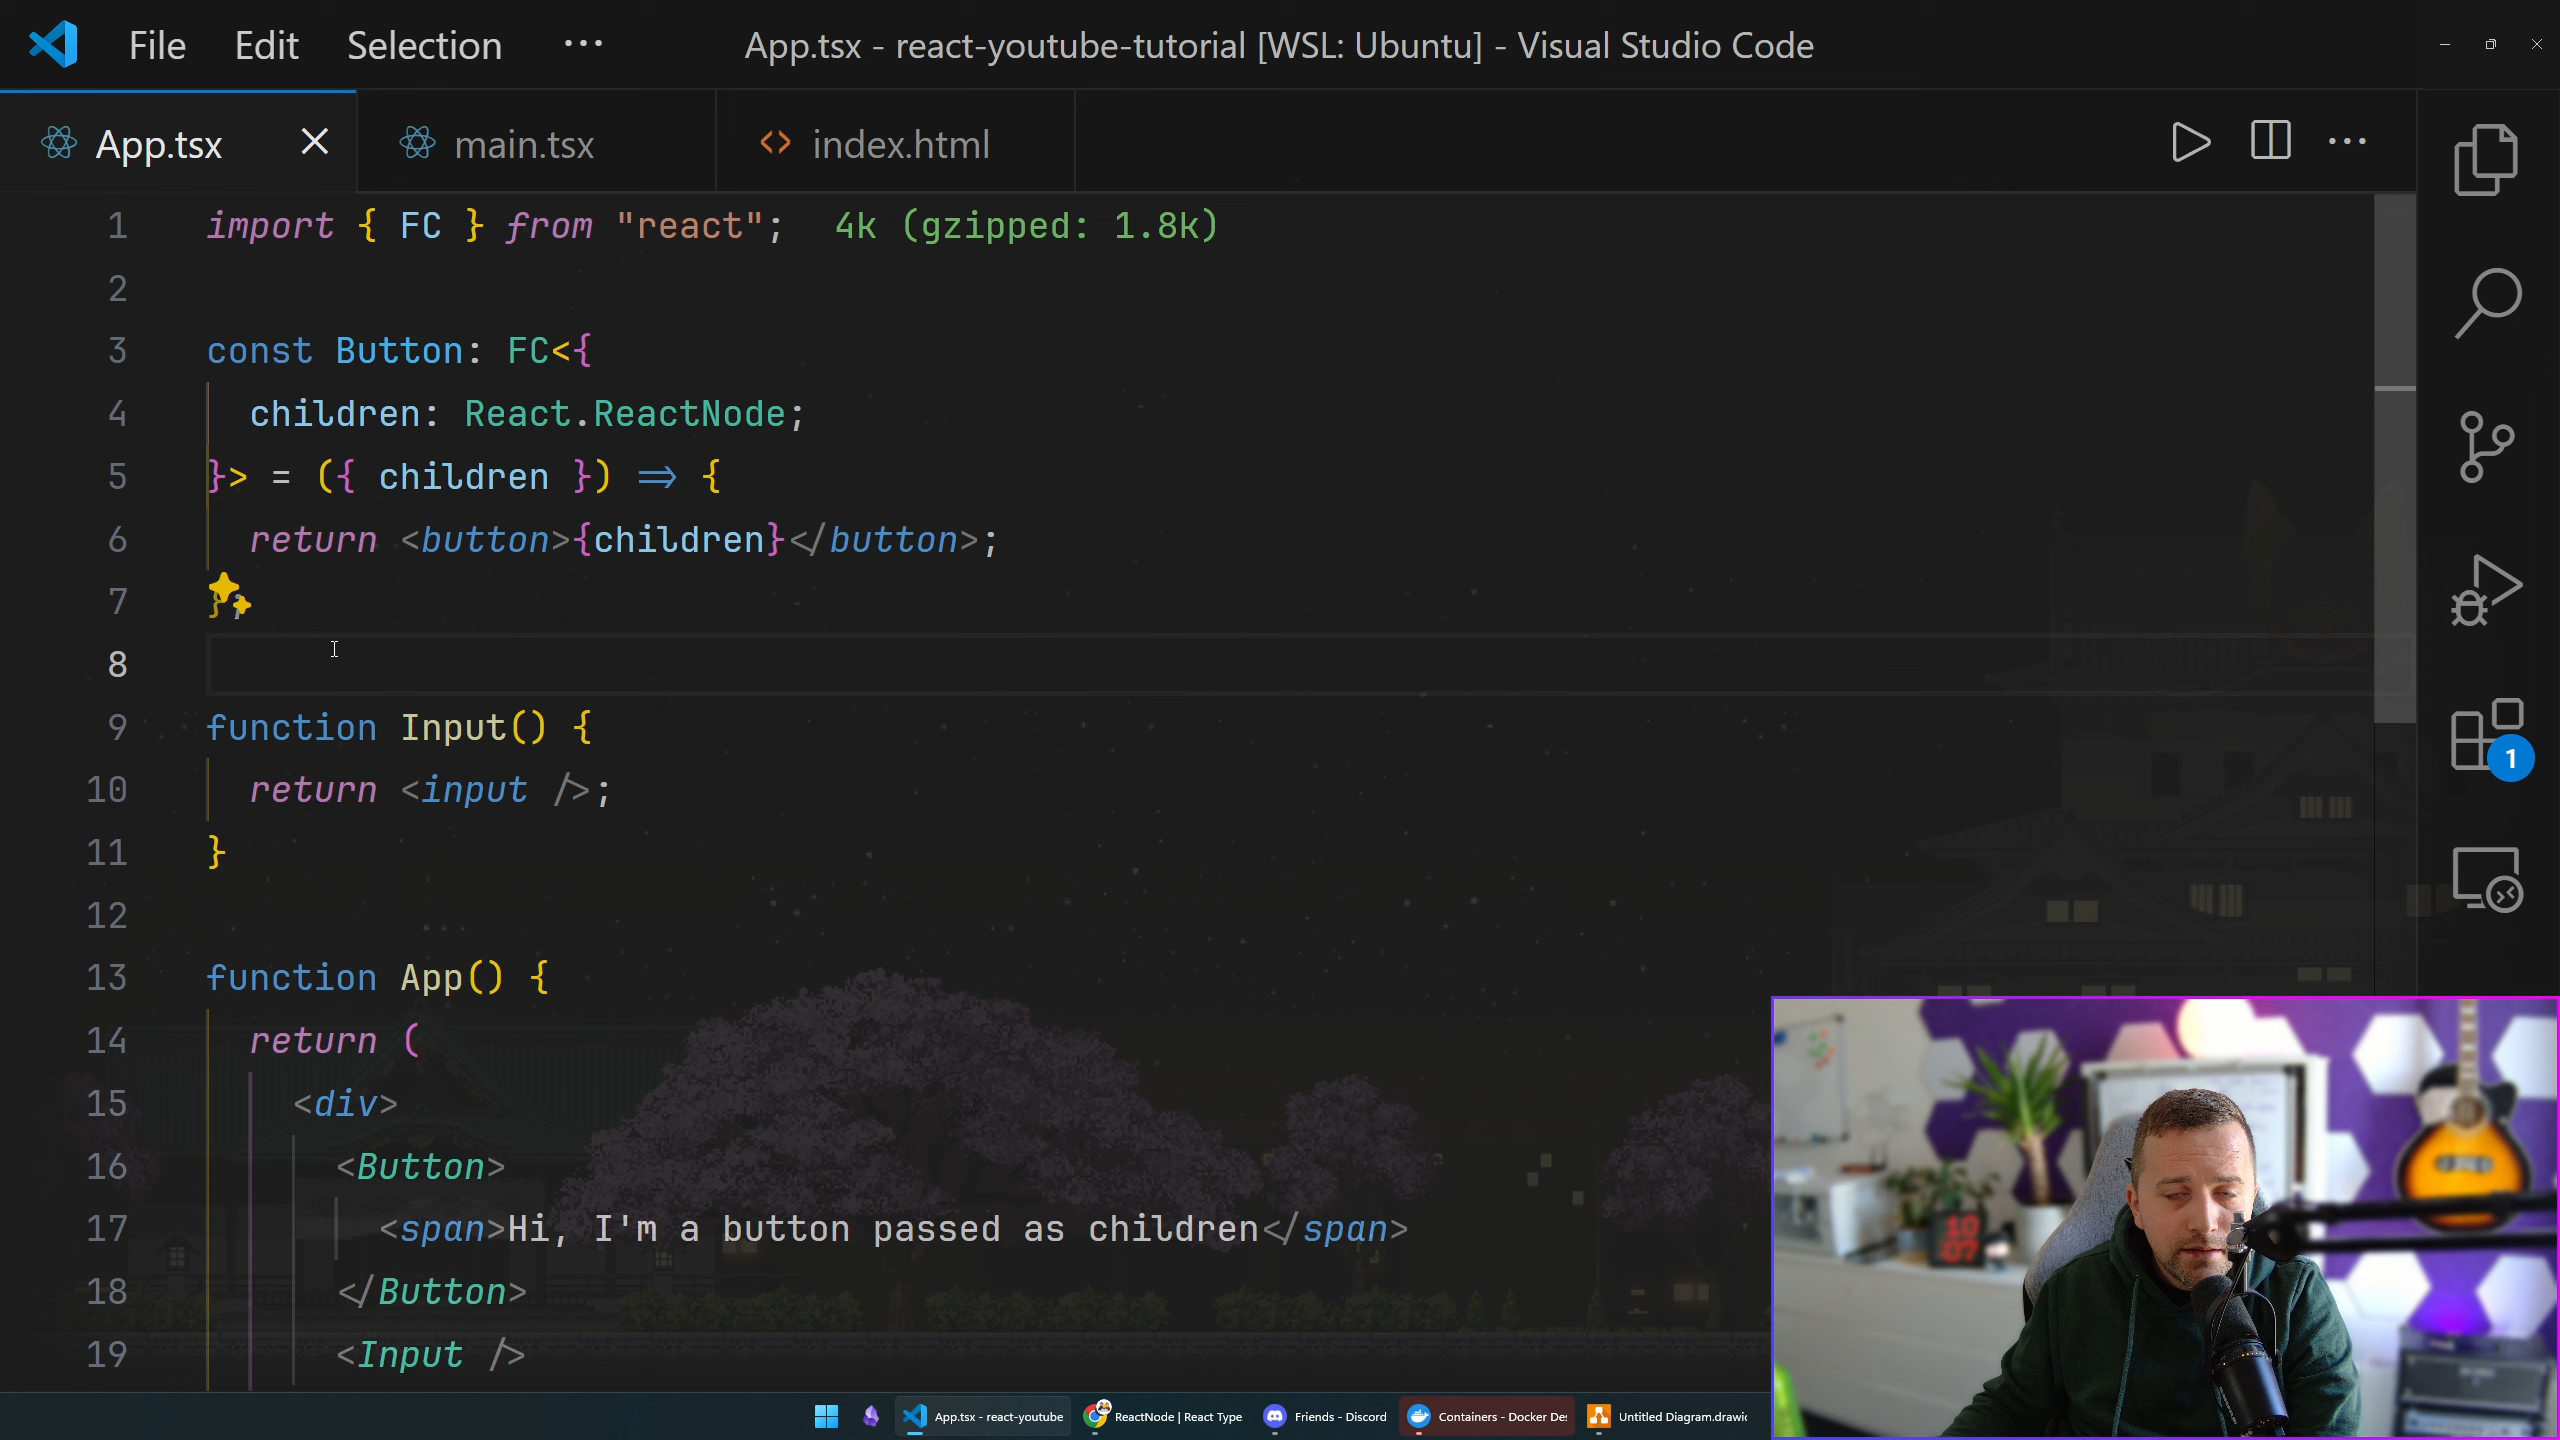 File Edit Selection ··· App.tsx - react-youtube-tutorial [WSL: Ubuntu] - Visual Studio Code
App.tsx main.tsx index.html
1 import { FC } from "react"; 4k (gzipped: 1.8k)
2
3 const Button: FC<{
4 children: React.ReactNode;
5 }> = ({ children }) => {
6 return <button>{children}</button>;
7 };
8
9 function Input() {
10 return <input />;
11 }
12
13 function App() {
14 return (
15 <div>
16 <Button>
17 <span>Hi, I'm a button passed as children</span>
18 </Button>
19 <Input />
1
10
07
App.tsx - react-youtube ReactNode | React Type Friends - Discord Containers - Docker De Untitled Diagram.drawi